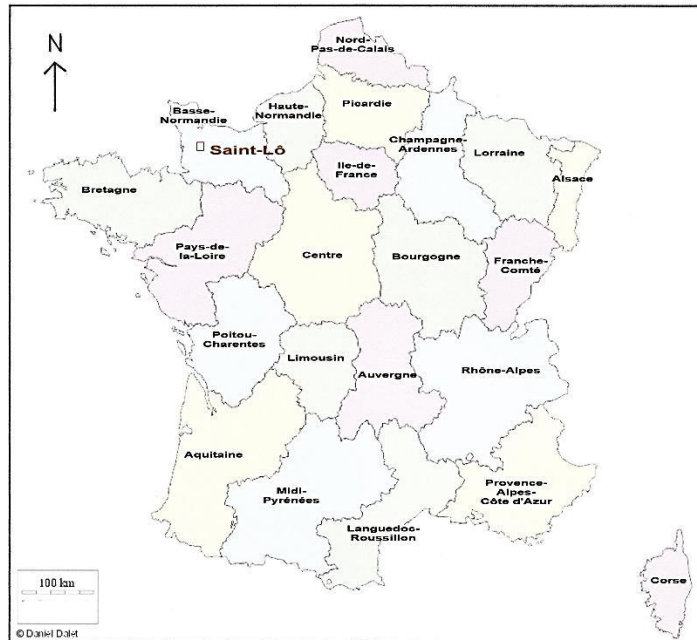 Nord-
Pas-de-Calais
N
Picardie
Haute-
Normandie
Basse-
Normandie
Champagne-
Ardennes
Saint-Lô
Lorraine
Ile-de-
France
Alsace
Bretagne
Pays-de-
la-Loire
Centre
Bourgogne
Franche-
Comté
Poitou-
Charentes
Limousin
Auvergne
Rhône-Alpes
Aquitaine
Midi-
Pyrénées
Provence-
Alpes-
Côte d'Azur
Languedoc-
Roussillon
Corse
100 km
© Daniel Dalet